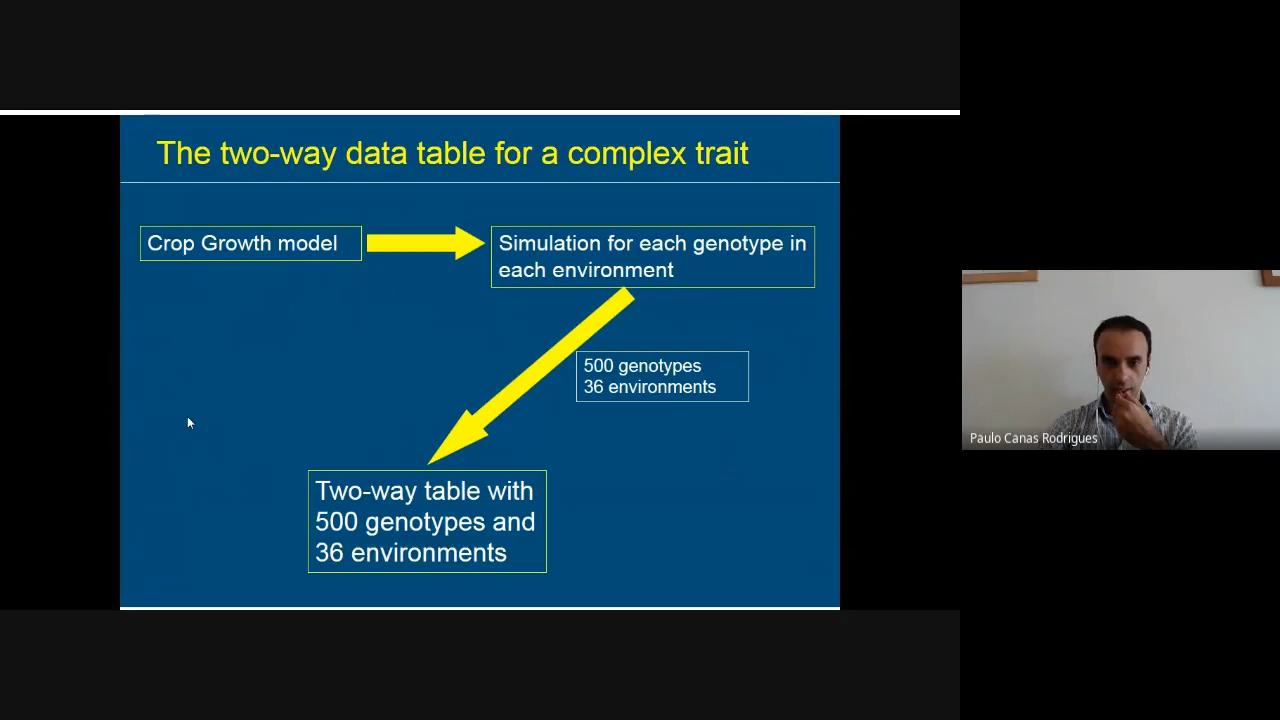 The two-way data table for a complex trait
Crop Growth model
Simulation for each genotype in
each environment
500 genotypes
36 environments
Two-way table with
500 genotypes and
36 environments
Paulo Canas Rodrigues